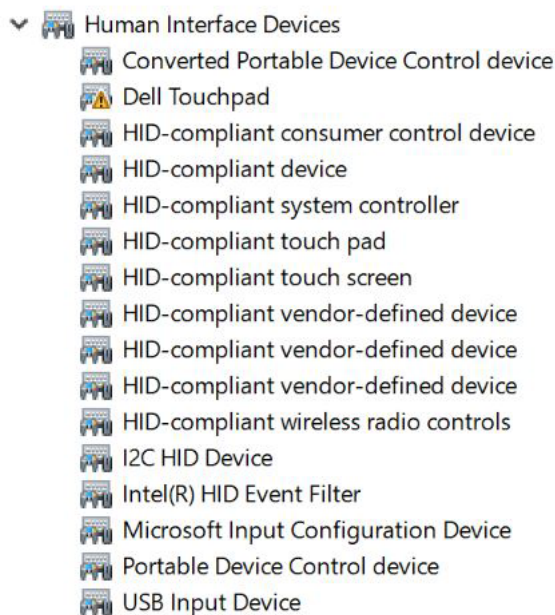 Human Interface Devices
Converted Portable Device Control device
Dell Touchpad
HID-compliant consumer control device
HID-compliant device
HID-compliant system controller
HID-compliant touch pad
HID-compliant touch screen
HID-compliant vendor-defined device
HID-compliant vendor-defined device
HID-compliant vendor-defined device
HID-compliant wireless radio controls
I2C HID Device
Intel(R) HID Event Filter
Microsoft Input Configuration Device
Portable Device Control device
USB Input Device